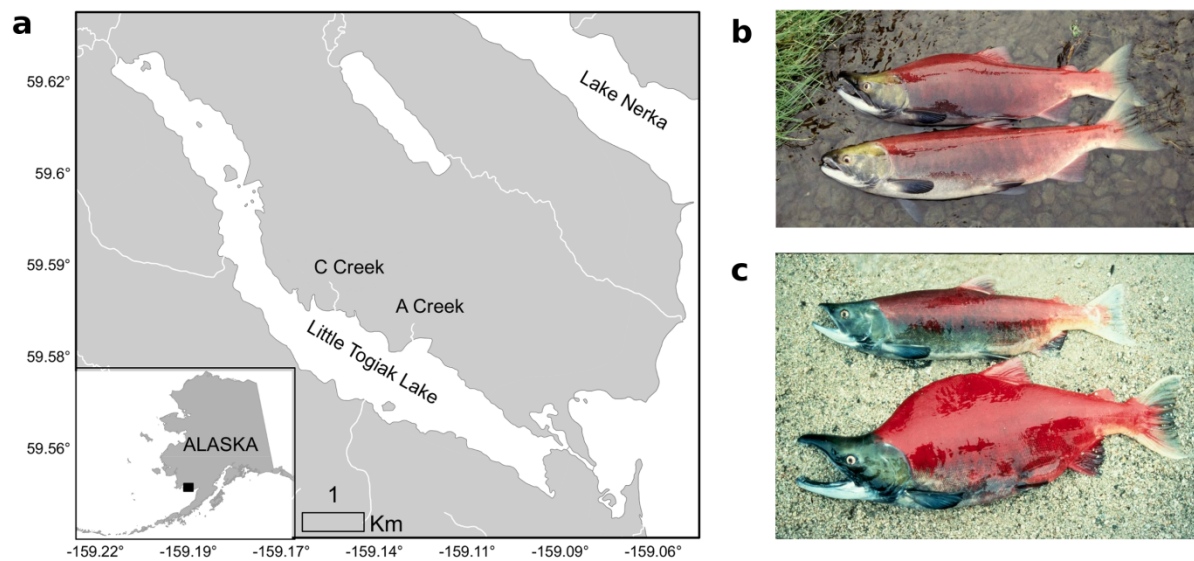 a
59.62°
59.6°
59.59°
59.58°
59.56°
Lake Nerka
C Creek
A Creek
Little Togiak Lake
ALASKA
1
Km
-159.22 -159.19° -159.17° -159.14° -159.11° -159.09° -159.06°
b
c